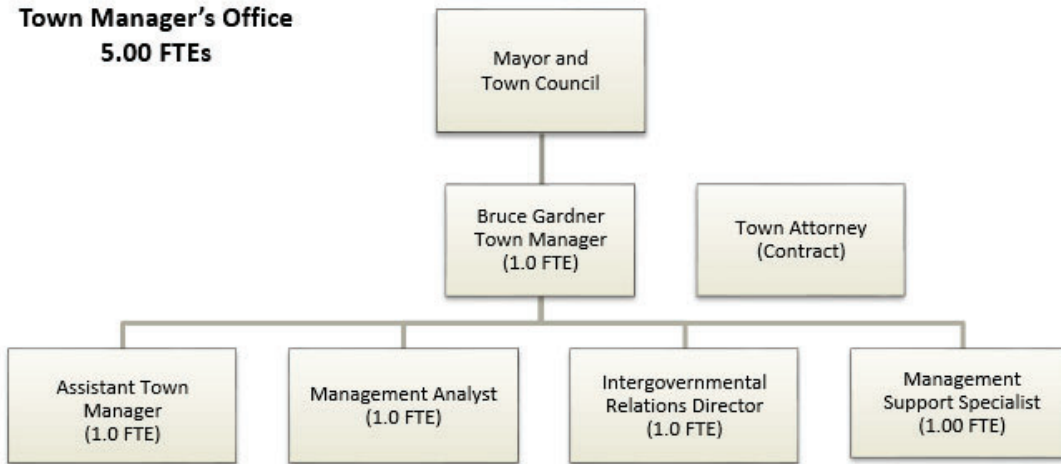 Town Manager's Office
5.00 FTEs
Mayor and
Town Council
Bruce Gardner
Town Manager
(1.0 FTE)
Town Attorney
(Contract)
Assistant Town
Manager
(1.0 FTE)
Management Analyst
(1.0 FTE)
Intergovernmental
Relations Director
(1.0 FTE)
Management
Support Specialist
(1.00 FTE)